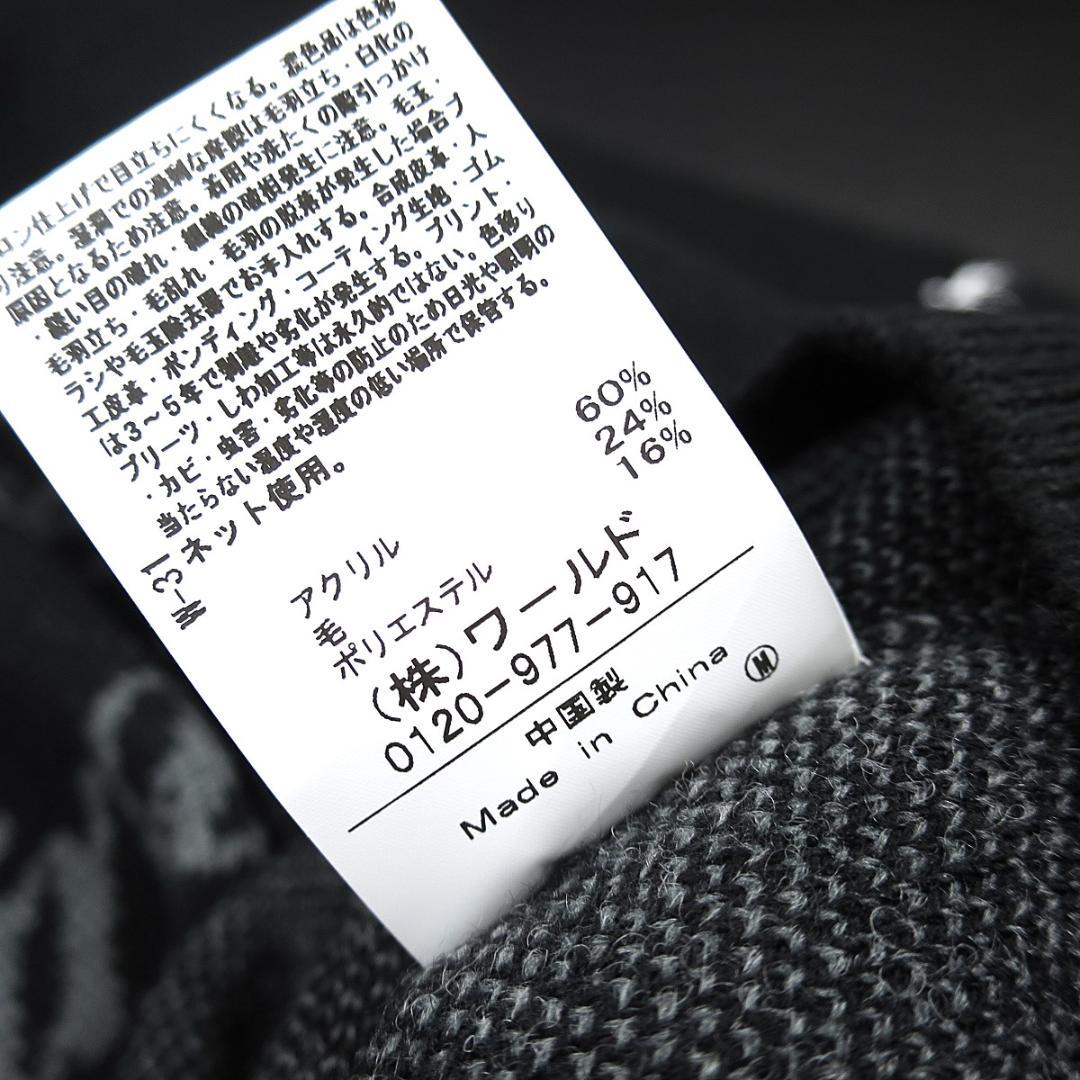 ロン仕上げで目立ちにくくなる。濃色品は色移
り注意。湿潤での過剰な摩擦は毛羽立ち・白化の
原因となるため注意。着用や洗たくの際引っかけ
・縫い目の破れ・繊維の破損発生に注意。毛玉・
毛羽立ち・毛乱れ・毛羽の脱落が発生した場合ブ
ラシや毛玉除去器でお手入れする。合成皮革・人
工皮革・ボンディング・コーティング生地・ゴム
は3～5年で剥離や劣化が発生する。プリント・
プリーツ・しわ加工等は永久的ではない。色移り
・カビ・虫害・劣化等の防止のため日光や照明の
当たらない温度や湿度の低い場所で保管する。
ネット使用。
アクリル 60%
毛 24%
ポリエステル 16%
(株)ワールド
0120-977-917
中国製
Made in China
M